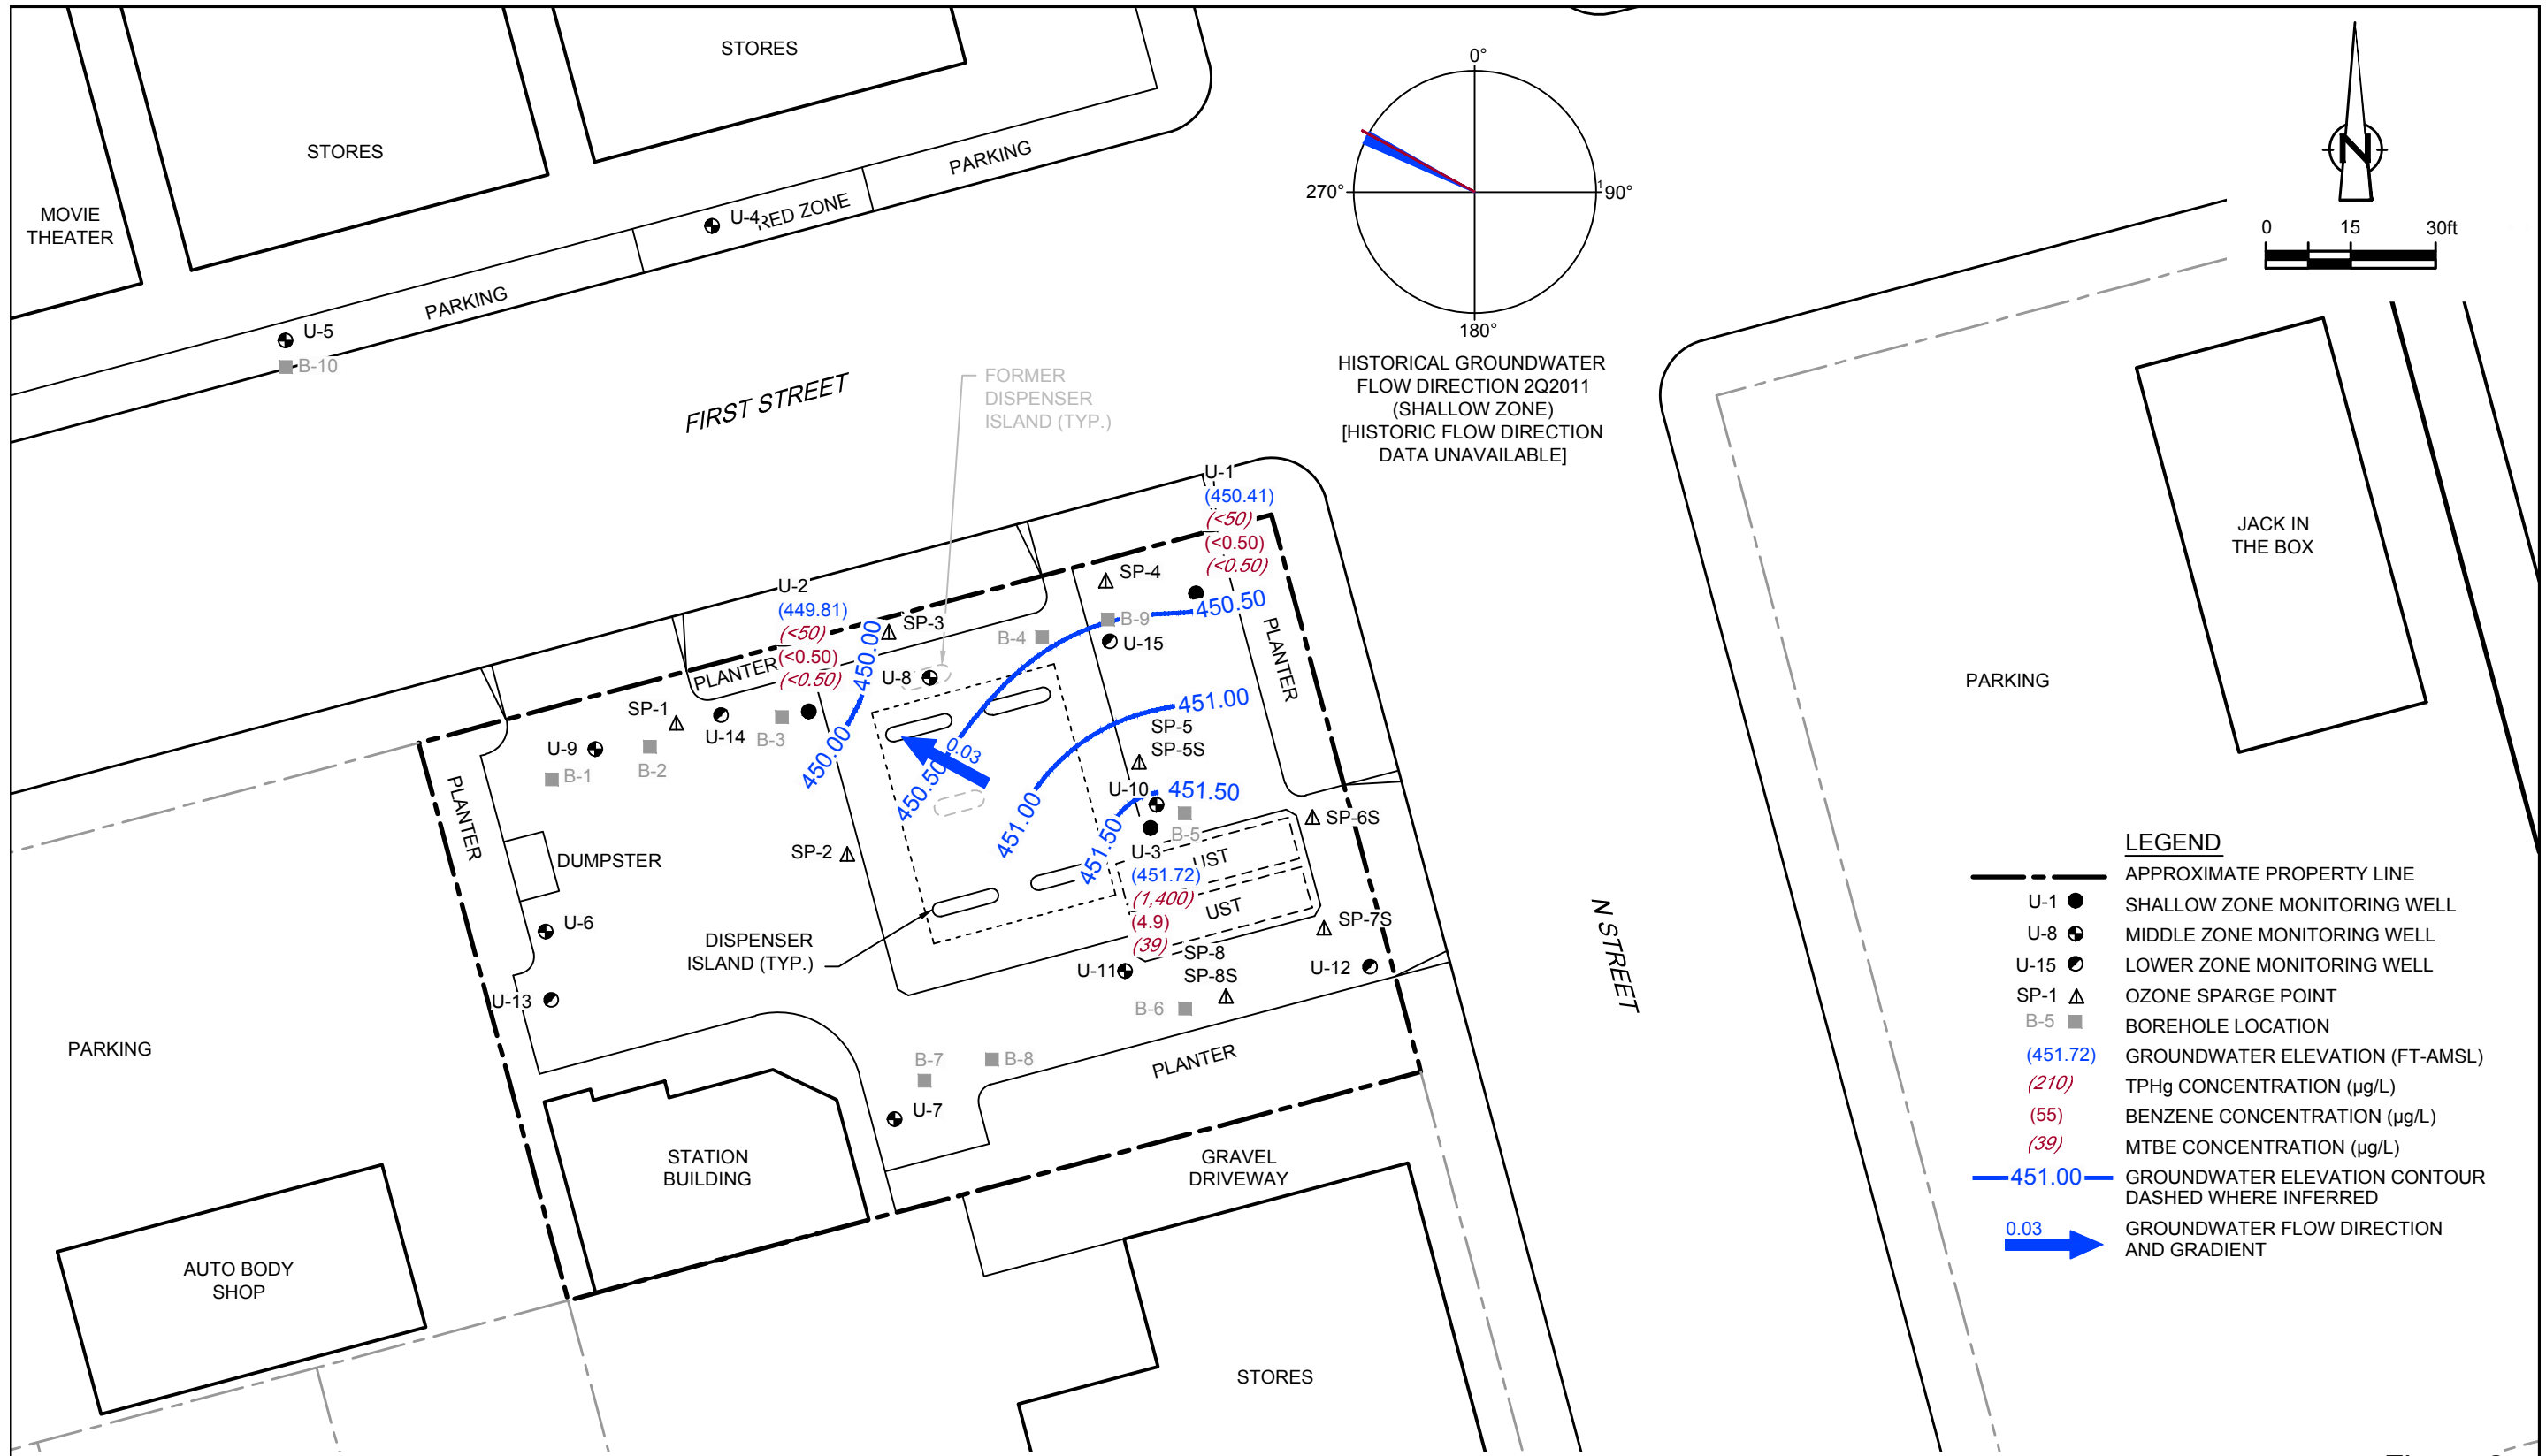 STORES
STORES
MOVIE
THEATER
PARKING
RED ZONE
U-4
PARKING
U-5
B-10
FIRST STREET
FORMER
DISPENSER
ISLAND (TYP.)
0°
270°
90°
1
180°
HISTORICAL GROUNDWATER
FLOW DIRECTION 2Q2011
(SHALLOW ZONE)
[HISTORIC FLOW DIRECTION
DATA UNAVAILABLE]
N
0 15 30ft
JACK IN
THE BOX
PARKING
U-1
(450.41)
(<50)
(<0.50)
(<0.50)
SP-4
450.50
B-9
B-4
U-15
PLANTER
U-2
(449.81)
(<50)
(<0.50)
(<0.50)
SP-3
450.00
PLANTER
U-8
SP-1
U-14
B-3
U-9
B-2
B-1
450.00
0.03
450.50
451.00
SP-5
SP-5S
U-10
451.50
B-5
451.00
451.50
SP-6S
PLANTER
DUMPSTER
SP-2
U-3
(451.72)
(1,400)
(4.9)
(39)
UST
UST
SP-7S
U-6
DISPENSER
ISLAND (TYP.)
SP-8
SP-8S
U-11
U-12
U-13
B-6
N STREET
PARKING
B-7
B-8
PLANTER
U-7
STATION
BUILDING
GRAVEL
DRIVEWAY
AUTO BODY
SHOP
STORES
LEGEND
APPROXIMATE PROPERTY LINE
U-1 SHALLOW ZONE MONITORING WELL
U-8 MIDDLE ZONE MONITORING WELL
U-15 LOWER ZONE MONITORING WELL
SP-1 OZONE SPARGE POINT
B-5 BOREHOLE LOCATION
(451.72) GROUNDWATER ELEVATION (FT-AMSL)
(210) TPHg CONCENTRATION (µg/L)
(55) BENZENE CONCENTRATION (µg/L)
(39) MTBE CONCENTRATION (µg/L)
451.00 GROUNDWATER ELEVATION CONTOUR
DASHED WHERE INFERRED
0.03 GROUNDWATER FLOW DIRECTION
AND GRADIENT